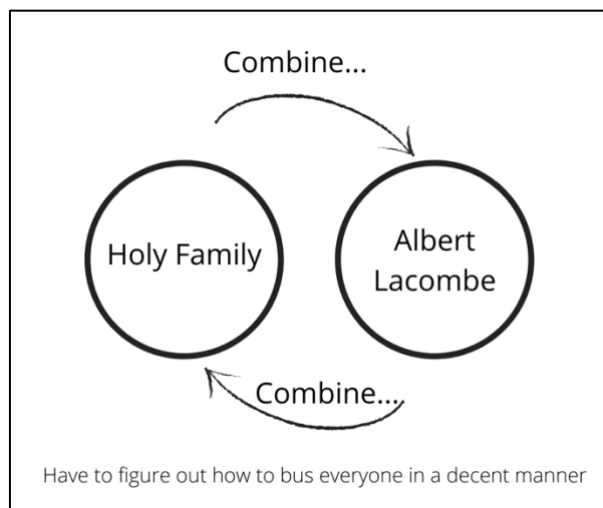 Combine...
Holy Family
Albert
Lacombe
Combine....
Have to figure out how to bus everyone in a decent manner